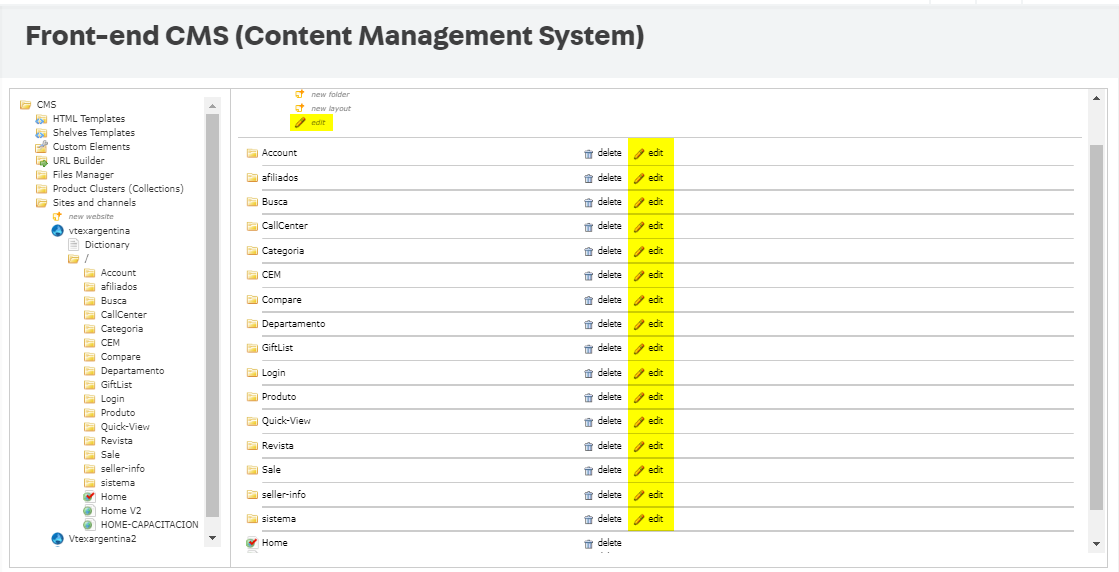 Front-end CMS (Content Management System)
CMS
HTML Templates
Shelves Templates
Custom Elements
URL Builder
Files Manager
Product Clusters (Collections)
Sites and channels
new website
vtexargentina
Dictionary
/
Account
afiliados
Busca
CallCenter
Categoria
CEM
Compare
Departamento
GiftList
Login
Produto
Quick-View
Revista
Sale
seller-info
sistema
Home
Home V2
HOME-CAPACITACION
Vtexargentina2
new folder
new layout
edit
Account delete edit
afiliados delete edit
Busca delete edit
CallCenter delete edit
Categoria delete edit
CEM delete edit
Compare delete edit
Departamento delete edit
GiftList delete edit
Login delete edit
Produto delete edit
Quick-View delete edit
Revista delete edit
Sale delete edit
seller-info delete edit
sistema delete edit
Home delete